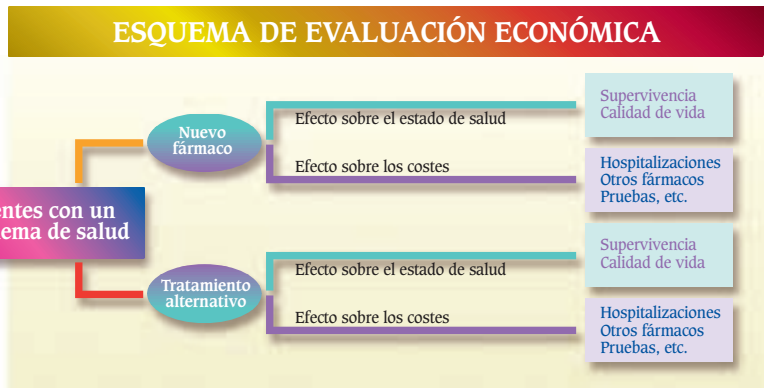 ESQUEMA DE EVALUACIÓN ECONÓMICA
entes con un
ema de salud
Nuevo
fármaco
Efecto sobre el estado de salud
Supervivencia
Calidad de vida
Efecto sobre los costes
Hospitalizaciones
Otros fármacos
Pruebas, etc.
Tratamiento
alternativo
Efecto sobre el estado de salud
Supervivencia
Calidad de vida
Efecto sobre los costes
Hospitalizaciones
Otros fármacos
Pruebas, etc.